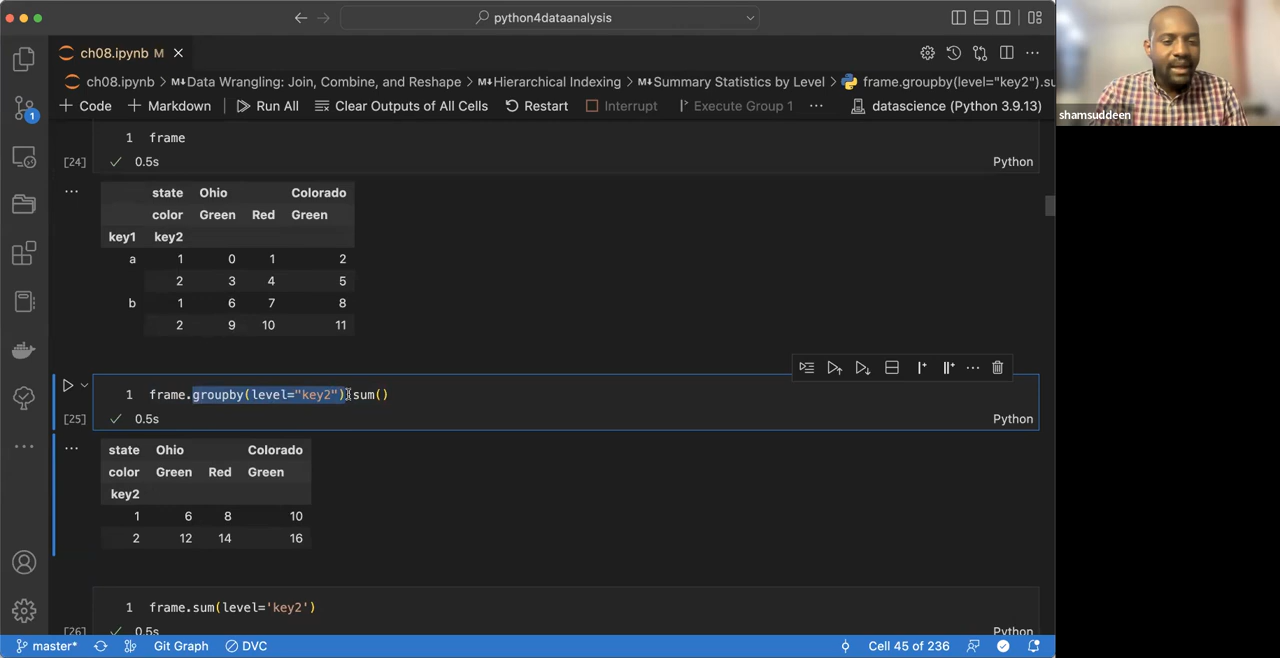 python4dataanalysis
ch08.ipynb M
ch08.ipynb > M↓Data Wrangling: Join, Combine, and Reshape > M↓Hierarchical Indexing > M↓Summary Statistics by Level > frame.groupby(level="key2").su
+ Code + Markdown Run All Clear Outputs of All Cells Restart Interrupt Execute Group 1 ... datascience (Python 3.9.13)
shamsuddeen
1
1 frame
[24] 0.5s Python
...
state Ohio Colorado
color Green Red Green
key1 key2
a 1 0 1 2
2 3 4 5
b 1 6 7 8
2 9 10 11
1 frame.groupby(level="key2").sum()
[25] 0.5s Python
...
state Ohio Colorado
color Green Red Green
key2
1 6 8 10
2 12 14 16
1 frame.sum(level='key2')
[26] 0.5s Python
master* Git Graph DVC Cell 45 of 236